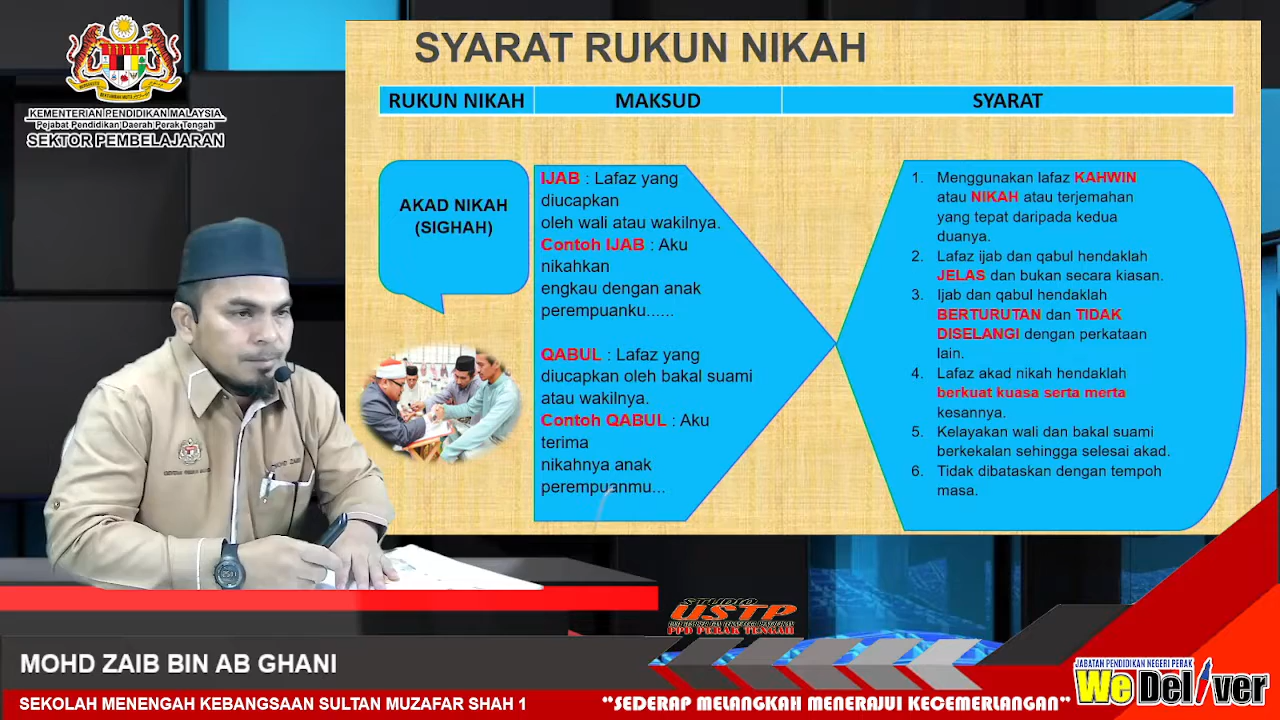 KEMENTERIAN PENDIDIKAN MALAYSIA
Pejabat Pendidikan Daerah Perak Tengah
SEKTOR PEMBELAJARAN
SYARAT RUKUN NIKAH
RUKUN NIKAH
MAKSUD
SYARAT
AKAD NIKAH
(SIGHAH)
IJAB : Lafaz yang
diucapkan
oleh wali atau wakilnya.
Contoh IJAB : Aku
nikahkan
engkau dengan anak
perempuanku......
QABUL : Lafaz yang
diucapkan oleh bakal suami
atau wakilnya.
Contoh QABUL : Aku
terima
nikahnya anak
perempuanmu...
1. Menggunakan lafaz KAHWIN
atau NIKAH atau terjemahan
yang tepat daripada kedua
duanya.
2. Lafaz ijab dan qabul hendaklah
JELAS dan bukan secara kiasan.
3. Ijab dan qabul hendaklah
BERTURUTAN dan TIDAK
DISELANGI dengan perkataan
lain.
4. Lafaz akad nikah hendaklah
berkuat kuasa serta merta
kesannya.
5. Kelayakan wali dan bakal suami
berkekalan sehingga selesai akad.
6. Tidak dibataskan dengan tempoh
masa.
STUDIO
USTP
PPD PERAK TENGAH
MOHD ZAIB BIN AB GHANI
SEKOLAH MENENGAH KEBANGSAAN SULTAN MUZAFAR SHAH 1
"SEDERAP MELANGKAH MENERAJUI KECEMERLANGAN"
JABATAN PENDIDIKAN NEGERI PERAK
We Deliver